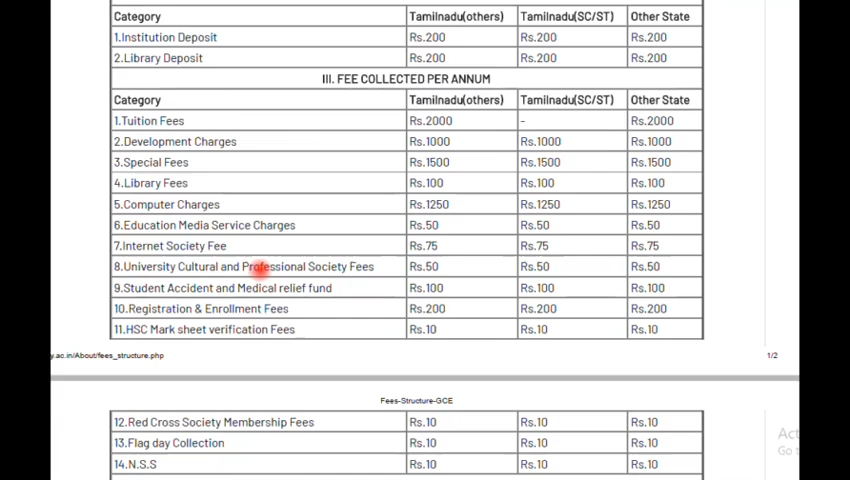 Category Tamilnadu(others) Tamilnadu(SC/ST) Other State
1.Institution Deposit Rs.200 Rs.200 Rs.200
2.Library Deposit Rs.200 Rs.200 Rs.200
III. FEE COLLECTED PER ANNUM
Category Tamilnadu(others) Tamilnadu(SC/ST) Other State
1.Tuition Fees Rs.2000 - Rs.2000
2.Development Charges Rs.1000 Rs.1000 Rs.1000
3.Special Fees Rs.1500 Rs.1500 Rs.1500
4.Library Fees Rs.100 Rs.100 Rs.100
5.Computer Charges Rs.1250 Rs.1250 Rs.1250
6.Education Media Service Charges Rs.50 Rs.50 Rs.50
7.Internet Society Fee Rs.75 Rs.75 Rs.75
8.University Cultural and Professional Society Fees Rs.50 Rs.50 Rs.50
9.Student Accident and Medical relief fund Rs.100 Rs.100 Rs.100
10.Registration & Enrollment Fees Rs.200 Rs.200 Rs.200
11.HSC Mark sheet verification Fees Rs.10 Rs.10 Rs.10
y.ac.in/About/fees_structure.php 1/2
Fees-Structure-GCE
12.Red Cross Society Membership Fees Rs.10 Rs.10 Rs.10
13.Flag day Collection Rs.10 Rs.10 Rs.10
14.N.S.S Rs.10 Rs.10 Rs.10
Act
Go t